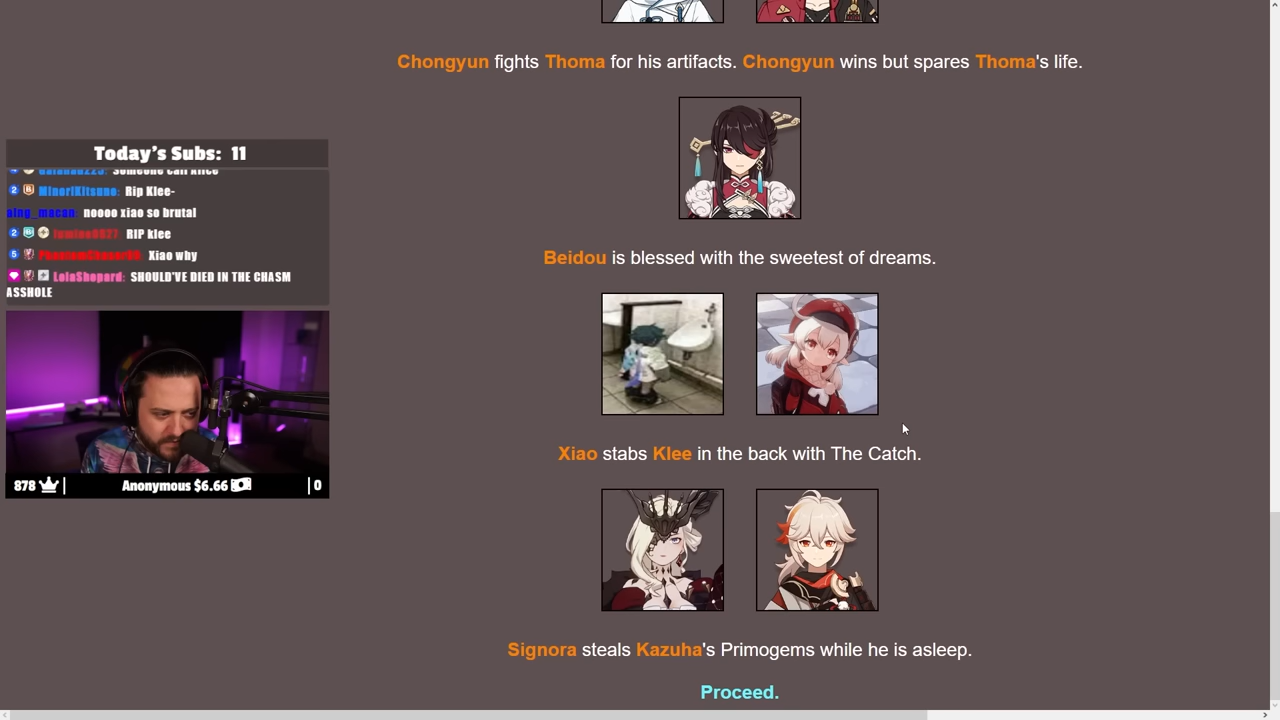 Chongyun fights Thoma for his artifacts. Chongyun wins but spares Thoma's life.
Today's Subs: 11
MinoriKitsune: Rip Klee-
noooo xiao so brutal
RIP klee
Xiao why
LolaShepard: SHOULD'VE DIED IN THE CHASM
ASSHOLE
878
Anonymous $6.66
0
Beidou is blessed with the sweetest of dreams.
Xiao stabs Klee in the back with The Catch.
Signora steals Kazuha's Primogems while he is asleep.
Proceed.